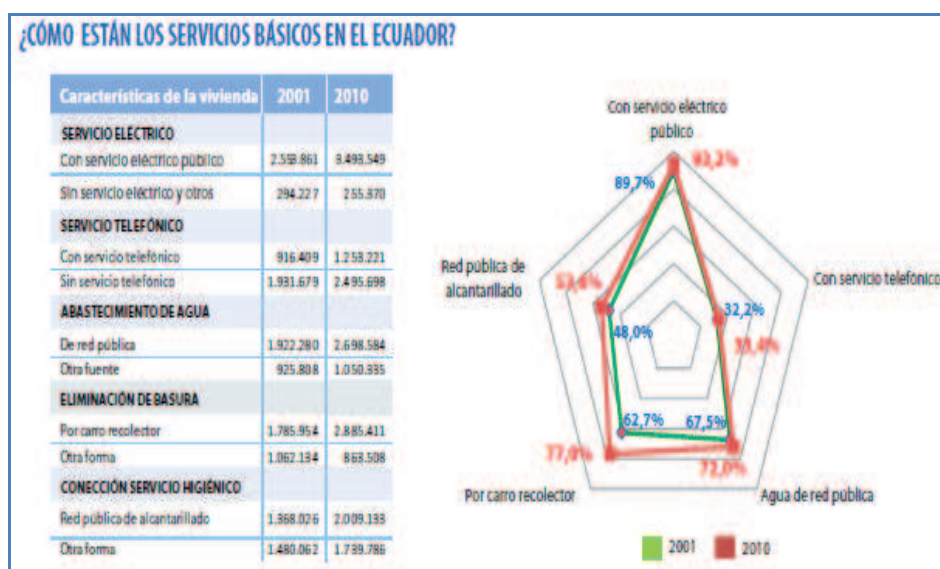 ¿CÓMO ESTÁN LOS SERVICIOS BÁSICOS EN EL ECUADOR?
Características de la vivienda 2001 2010
SERVICIO ELÉCTRICO
Con servicio eléctrico público 2.553.861 3.493.549
Sin servicio eléctrico y otros 294.227 255.370
SERVICIO TELEFÓNICO
Con servicio telefónico 916.409 1.253.221
Sin servicio telefónico 1.931.679 2.495.698
ABASTECIMIENTO DE AGUA
De red pública 1.922.280 2.698.584
Otra fuente 925.808 1.050.335
ELIMINACIÓN DE BASURA
Por carro recolector 1.785.954 2.885.411
Otra forma 1.062.134 863.508
CONECCIÓN SERVICIO HIGIÉNICO
Red pública de alcantarillado 1.368.026 2.009.133
Otra forma 1.480.062 1.739.786
Con servicio eléctrico
público
93,2%
89,7%
Red pública de
alcantarillado
53,6%
48,0%
Con servicio telefónico
32,2%
33,4%
62,7%
67,5%
77,0%
72,0%
Por carro recolector
Agua de red pública
2001
2010